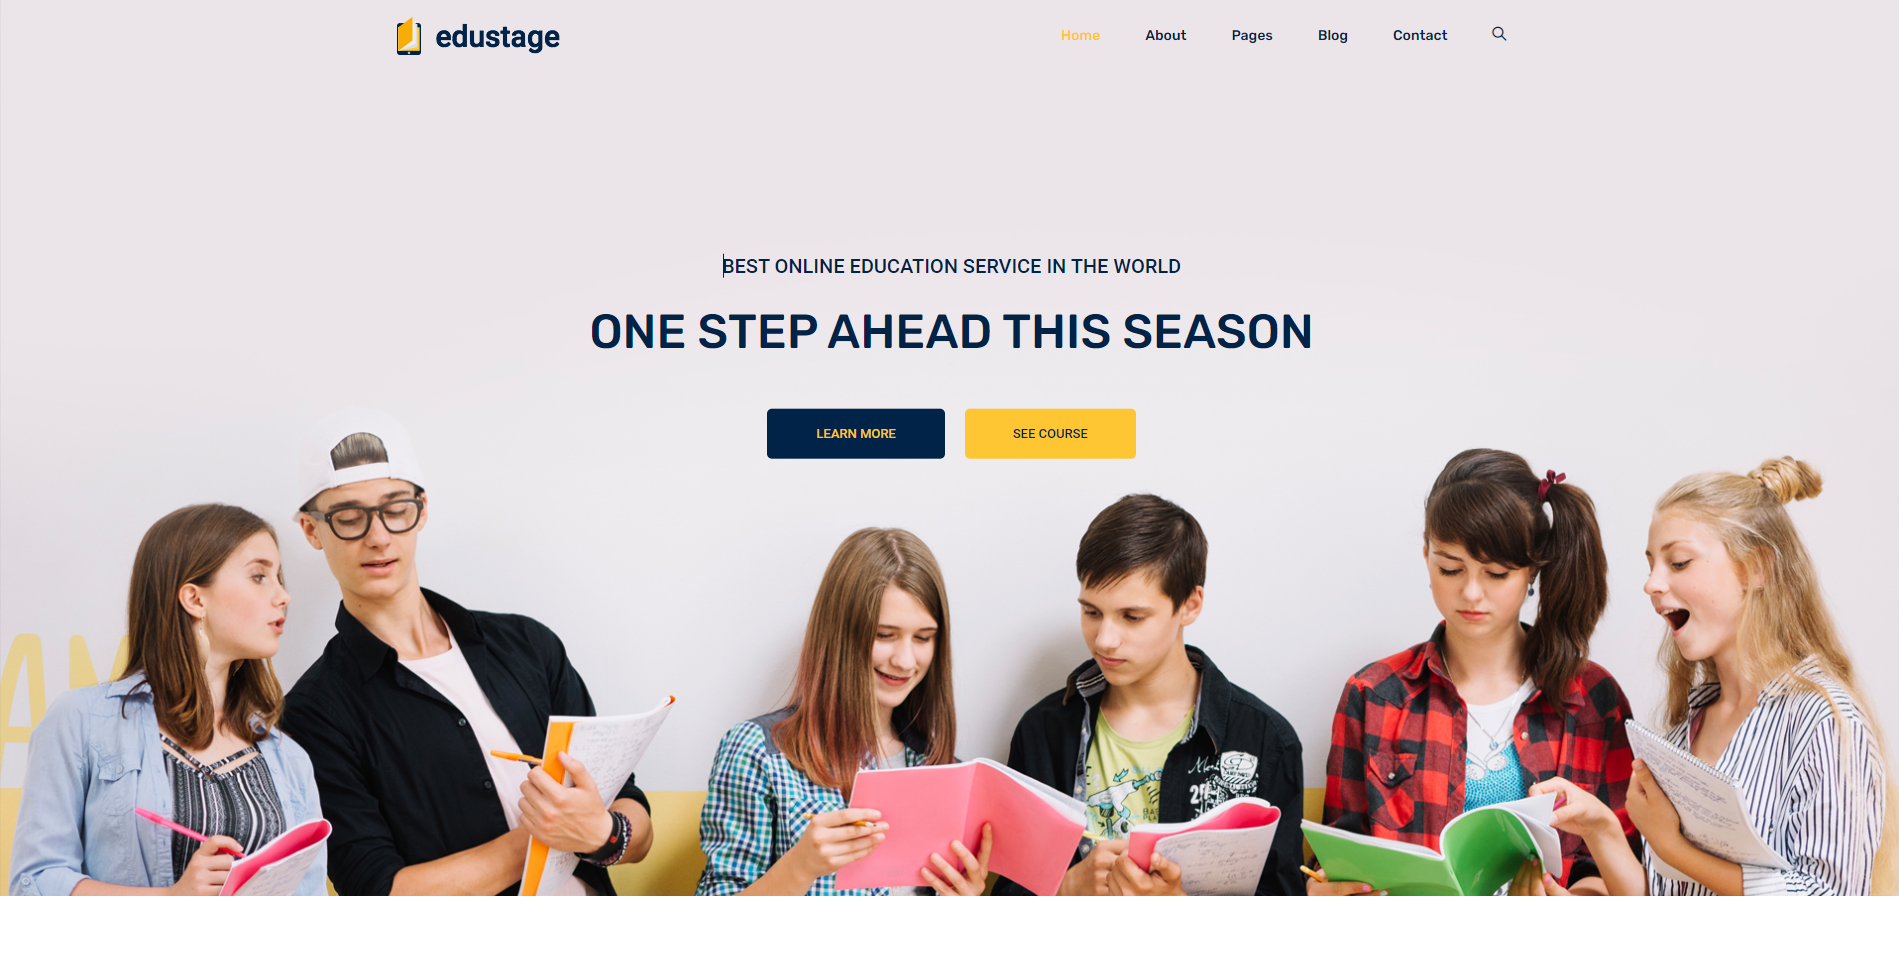 edustage
Home About Pages Blog Contact
BEST ONLINE EDUCATION SERVICE IN THE WORLD
ONE STEP AHEAD THIS SEASON
LEARN MORE SEE COURSE